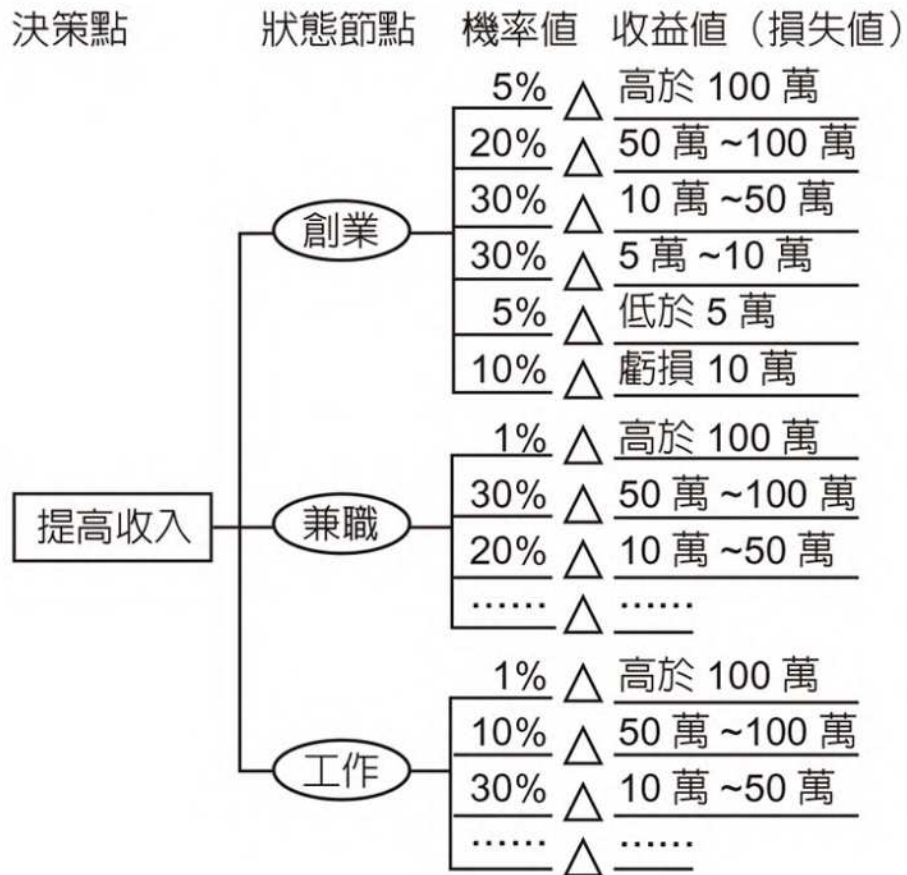 決策點 狀態節點 機率值 收益值（損失值）
5% △ 高於 100 萬
20% △ 50 萬 ~100 萬
30% △ 10 萬 ~50 萬
創業
30% △ 5 萬 ~10 萬
5% △ 低於 5 萬
10% △ 虧損 10 萬
1% △ 高於 100 萬
30% △ 50 萬 ~100 萬
提高收入 兼職
20% △ 10 萬 ~50 萬
…… △ ……
1% △ 高於 100 萬
10% △ 50 萬 ~100 萬
工作
30% △ 10 萬 ~50 萬
…… △ ……